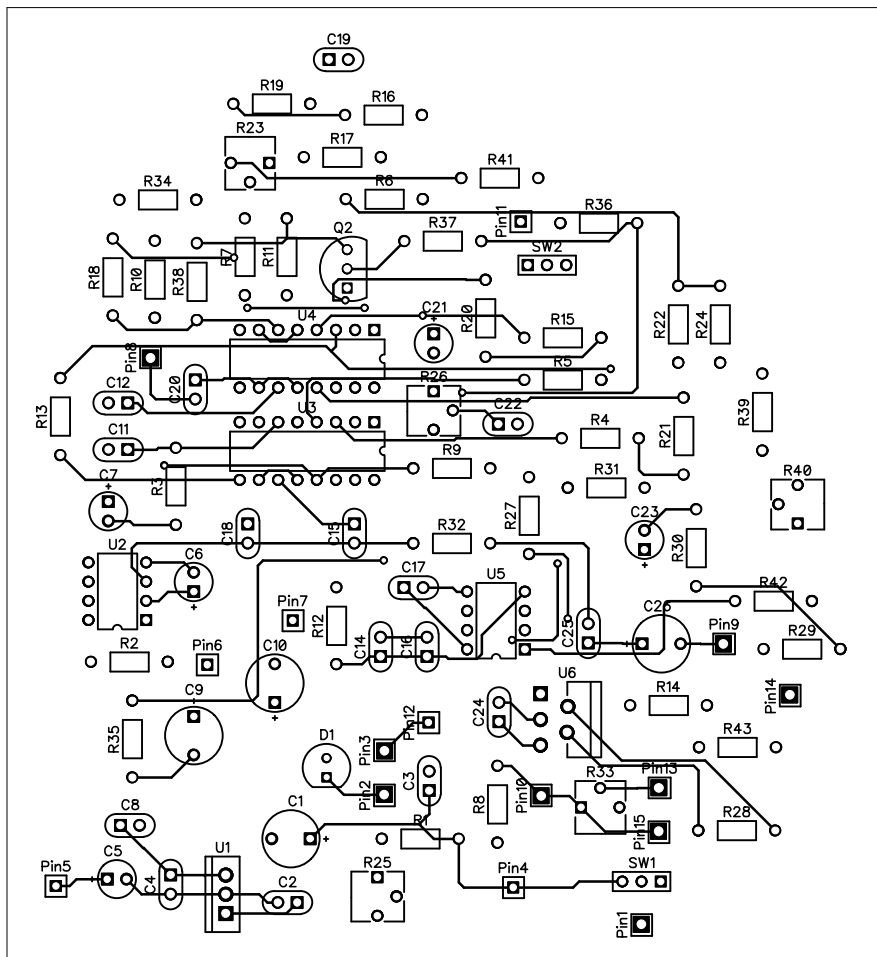 C19
R19
R16
R23
R17
R41
R34
R6
Pin11
R36
Q2
R37
SW2
R7
R11
R18
R10
R38
U4
C21
+
R20
R15
R22
R24
Pin8
C20
R26
R5
C12
U3
C22
R13
R4
R21
R39
C11
R9
R3
R31
R40
C7
+
R27
C18
C15
R32
C23
+
R30
U2
C6
+
C17
U5
R42
Pin7
R12
C26
+
Pin9
C14
C16
C25
R29
R2
Pin6
C10
+
U6
Pin14
C9
+
C24
R14
R35
Pin12
Pin3
R43
D1
Pin2
C3
R33
Pin13
Pin10
R8
C8
C1
+
R1
Pin15
R28
U1
C5
+
Pin5
C4
C2
R25
Pin4
SW1
Pin1